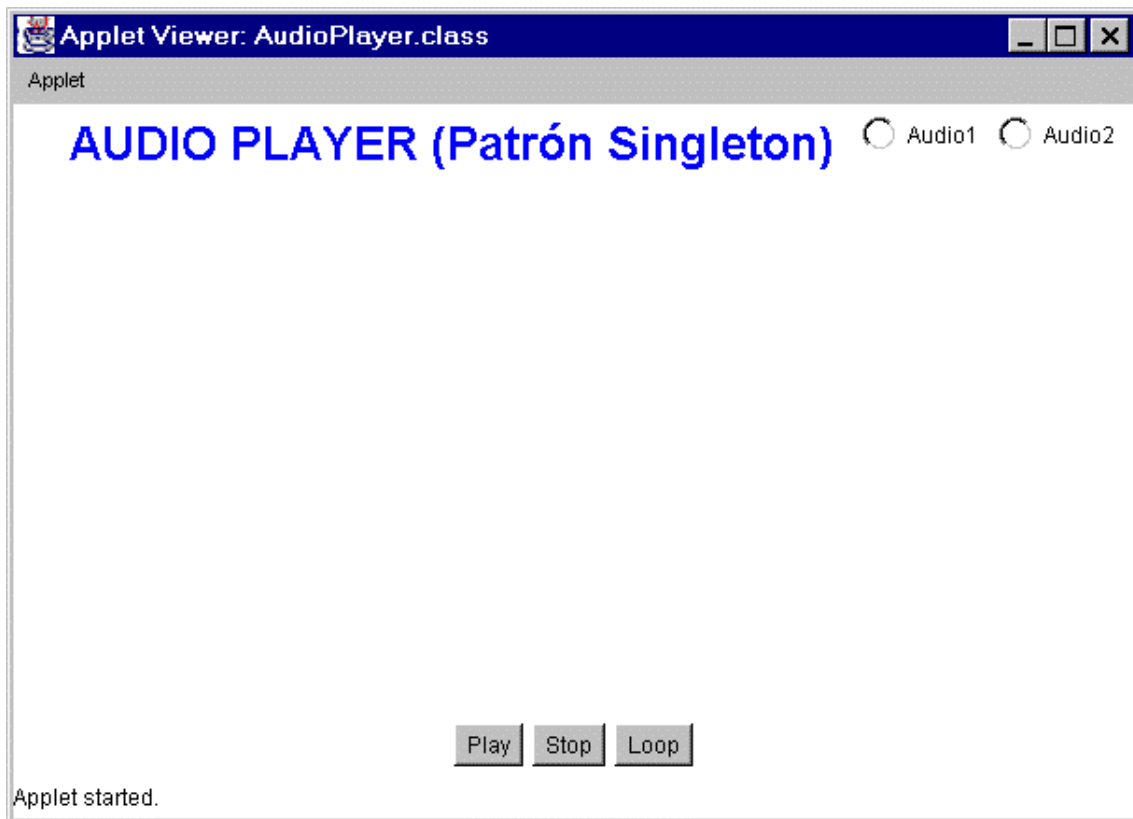 Applet Viewer: AudioPlayer.class
Applet
AUDIO PLAYER (Patrón Singleton) Audio1 Audio2
Play Stop Loop
Applet started.